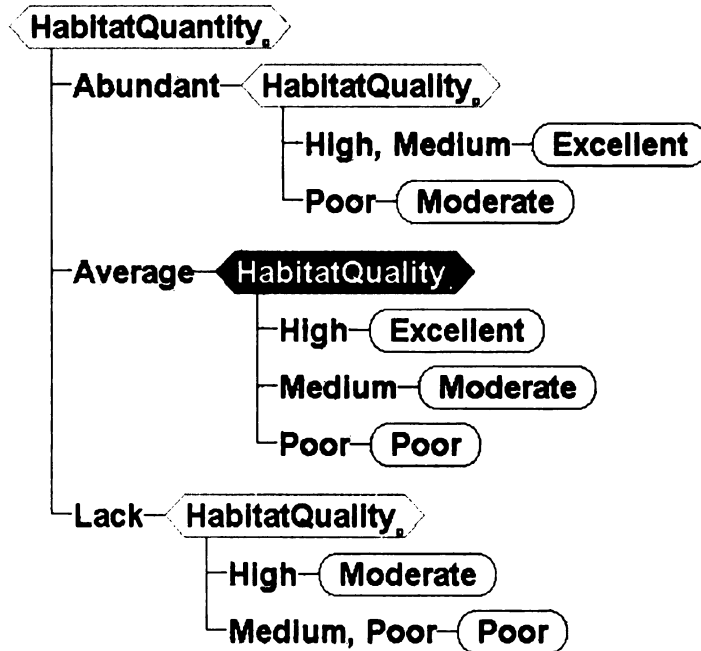 HabitatQuantity
Abundant HabitatQuality
High, Medium Excellent
Poor Moderate
Average HabitatQuality
High Excellent
Medium Moderate
Poor Poor
Lack HabitatQuality
High Moderate
Medium, Poor Poor